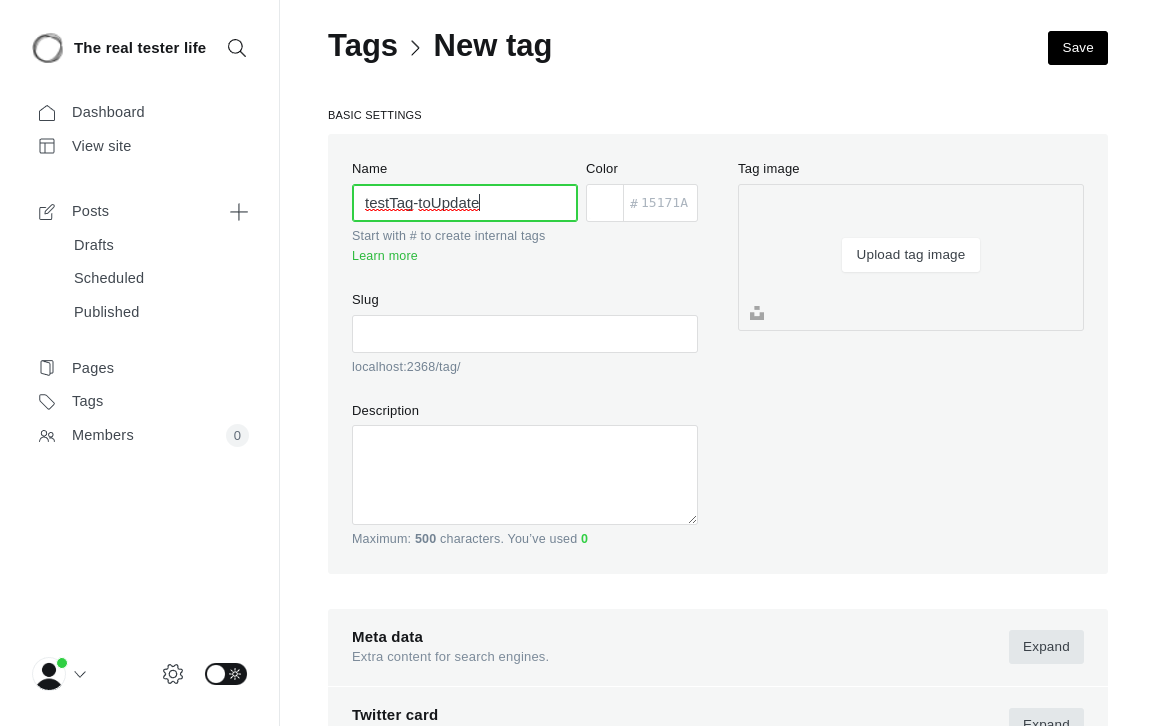 The real tester life
Dashboard
View site
Posts
Drafts
Scheduled
Published
Pages
Tags
Members
0
Tags > New tag
Save
BASIC SETTINGS
Name
testTag-toUpdate
Start with # to create internal tags
Learn more
Color
# 15171A
Slug
localhost:2368/tag/
Description
Maximum: 500 characters. You’ve used 0
Tag image
Upload tag image
Meta data
Extra content for search engines.
Expand
Twitter card
Expand